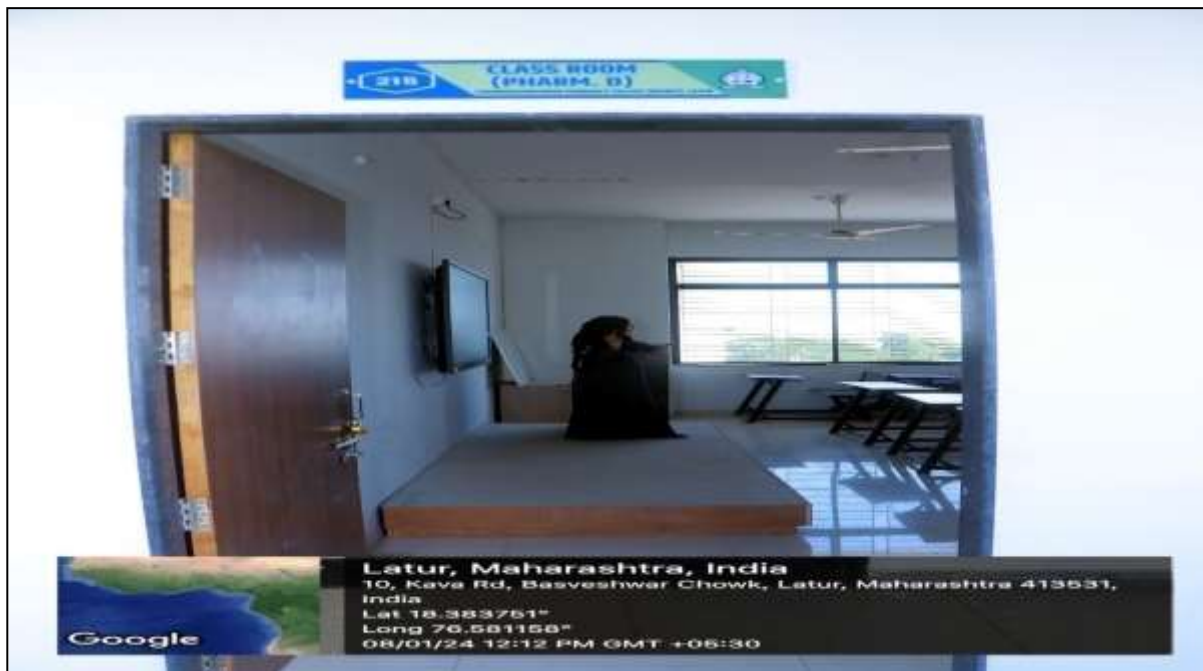 218
CLASS ROOM
(PHARM. D)
Latur, Maharashtra, India
10, Kava Rd, Basveshwar Chowk, Latur, Maharashtra 413531,
India
Lat 18.383751°
Long 76.581158°
08/01/24 12:12 PM GMT +05:30
Google